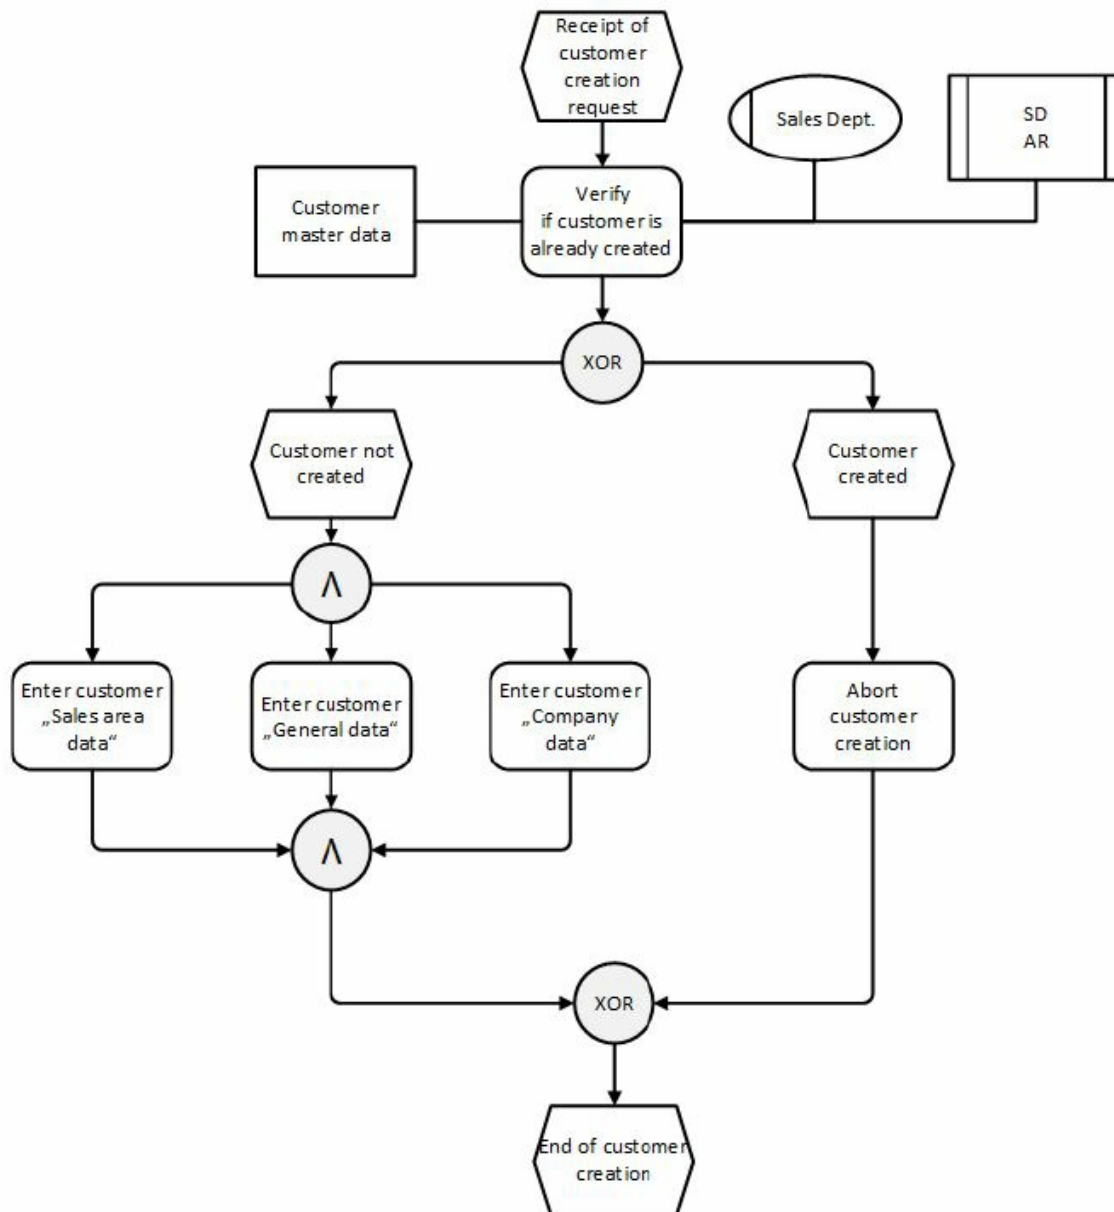 Receipt of
customer
creation
request
Sales Dept.
SD
AR
Customer
master data
Verify
if customer is
already created
XOR
Customer not
created
Customer
created
Λ
Enter customer
„Sales area
data“
Enter customer
„General data“
Enter customer
„Company
data“
Abort
customer
creation
Λ
XOR
End of customer
creation